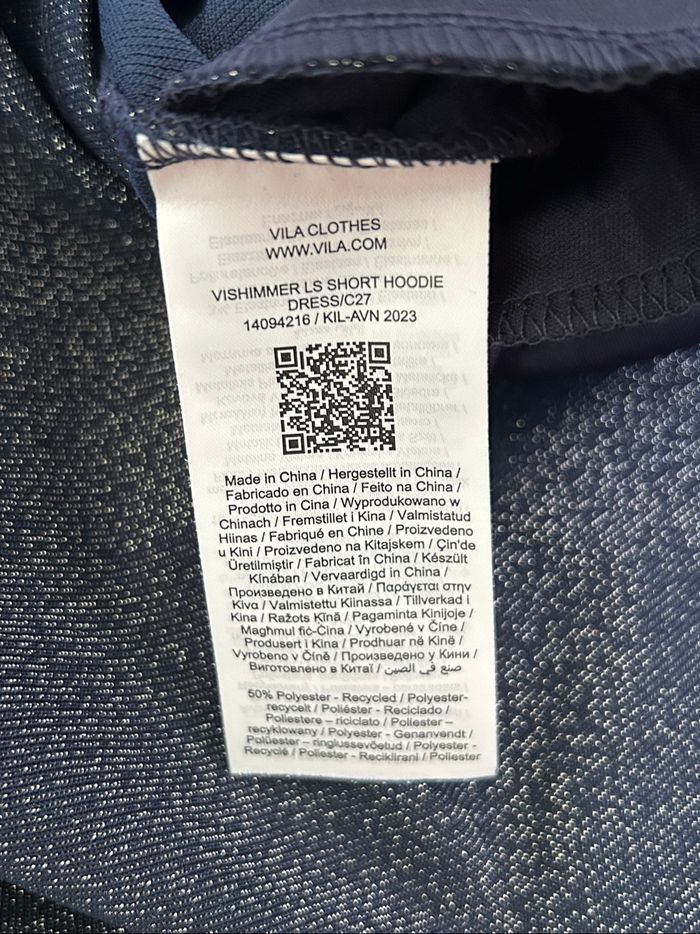 VILA CLOTHES
WWW.VILA.COM
VISHIMMER LS SHORT HOODIE
DRESS/C27
14094216 / KIL-AVN 2023
Made in China / Hergestellt in China /
Fabricado en China / Feito na China /
Prodotto in Cina / Wyprodukowano w
Chinach / Fremstillet i Kina / Valmistatud
Hiinas / Fabriqué en Chine / Proizvedeno
u Kini / Proizvedeno na Kitajskem / Çin'de
Üretilmiştir / Fabricat în China / Készült
Kínában / Vervaardigd in China /
Произведено в Китай / Παράγεται στην
Κίνα / Valmistettu Kiinassa / Tillverkad i
Kina / Ražots Ķīnā / Pagaminta Kinijoje /
Magħmul fiċ-Ċina / Vyrobené v Číne /
Produsert i Kina / Prodhuar në Kinë /
Vyrobeno v Číně / Произведено у Кини /
Виготовлено в Китаї / صنع في الصين
50% Polyester - Recycled / Polyester-
recycelt / Poliéster - Reciclado /
Poliestere – riciclato / Poliester –
recyklowany / Polyester - Genanvendt /
Polüester – ringlussevõetud / Polyester -
Recyclé / Poliester - Reciklirani / Poliester